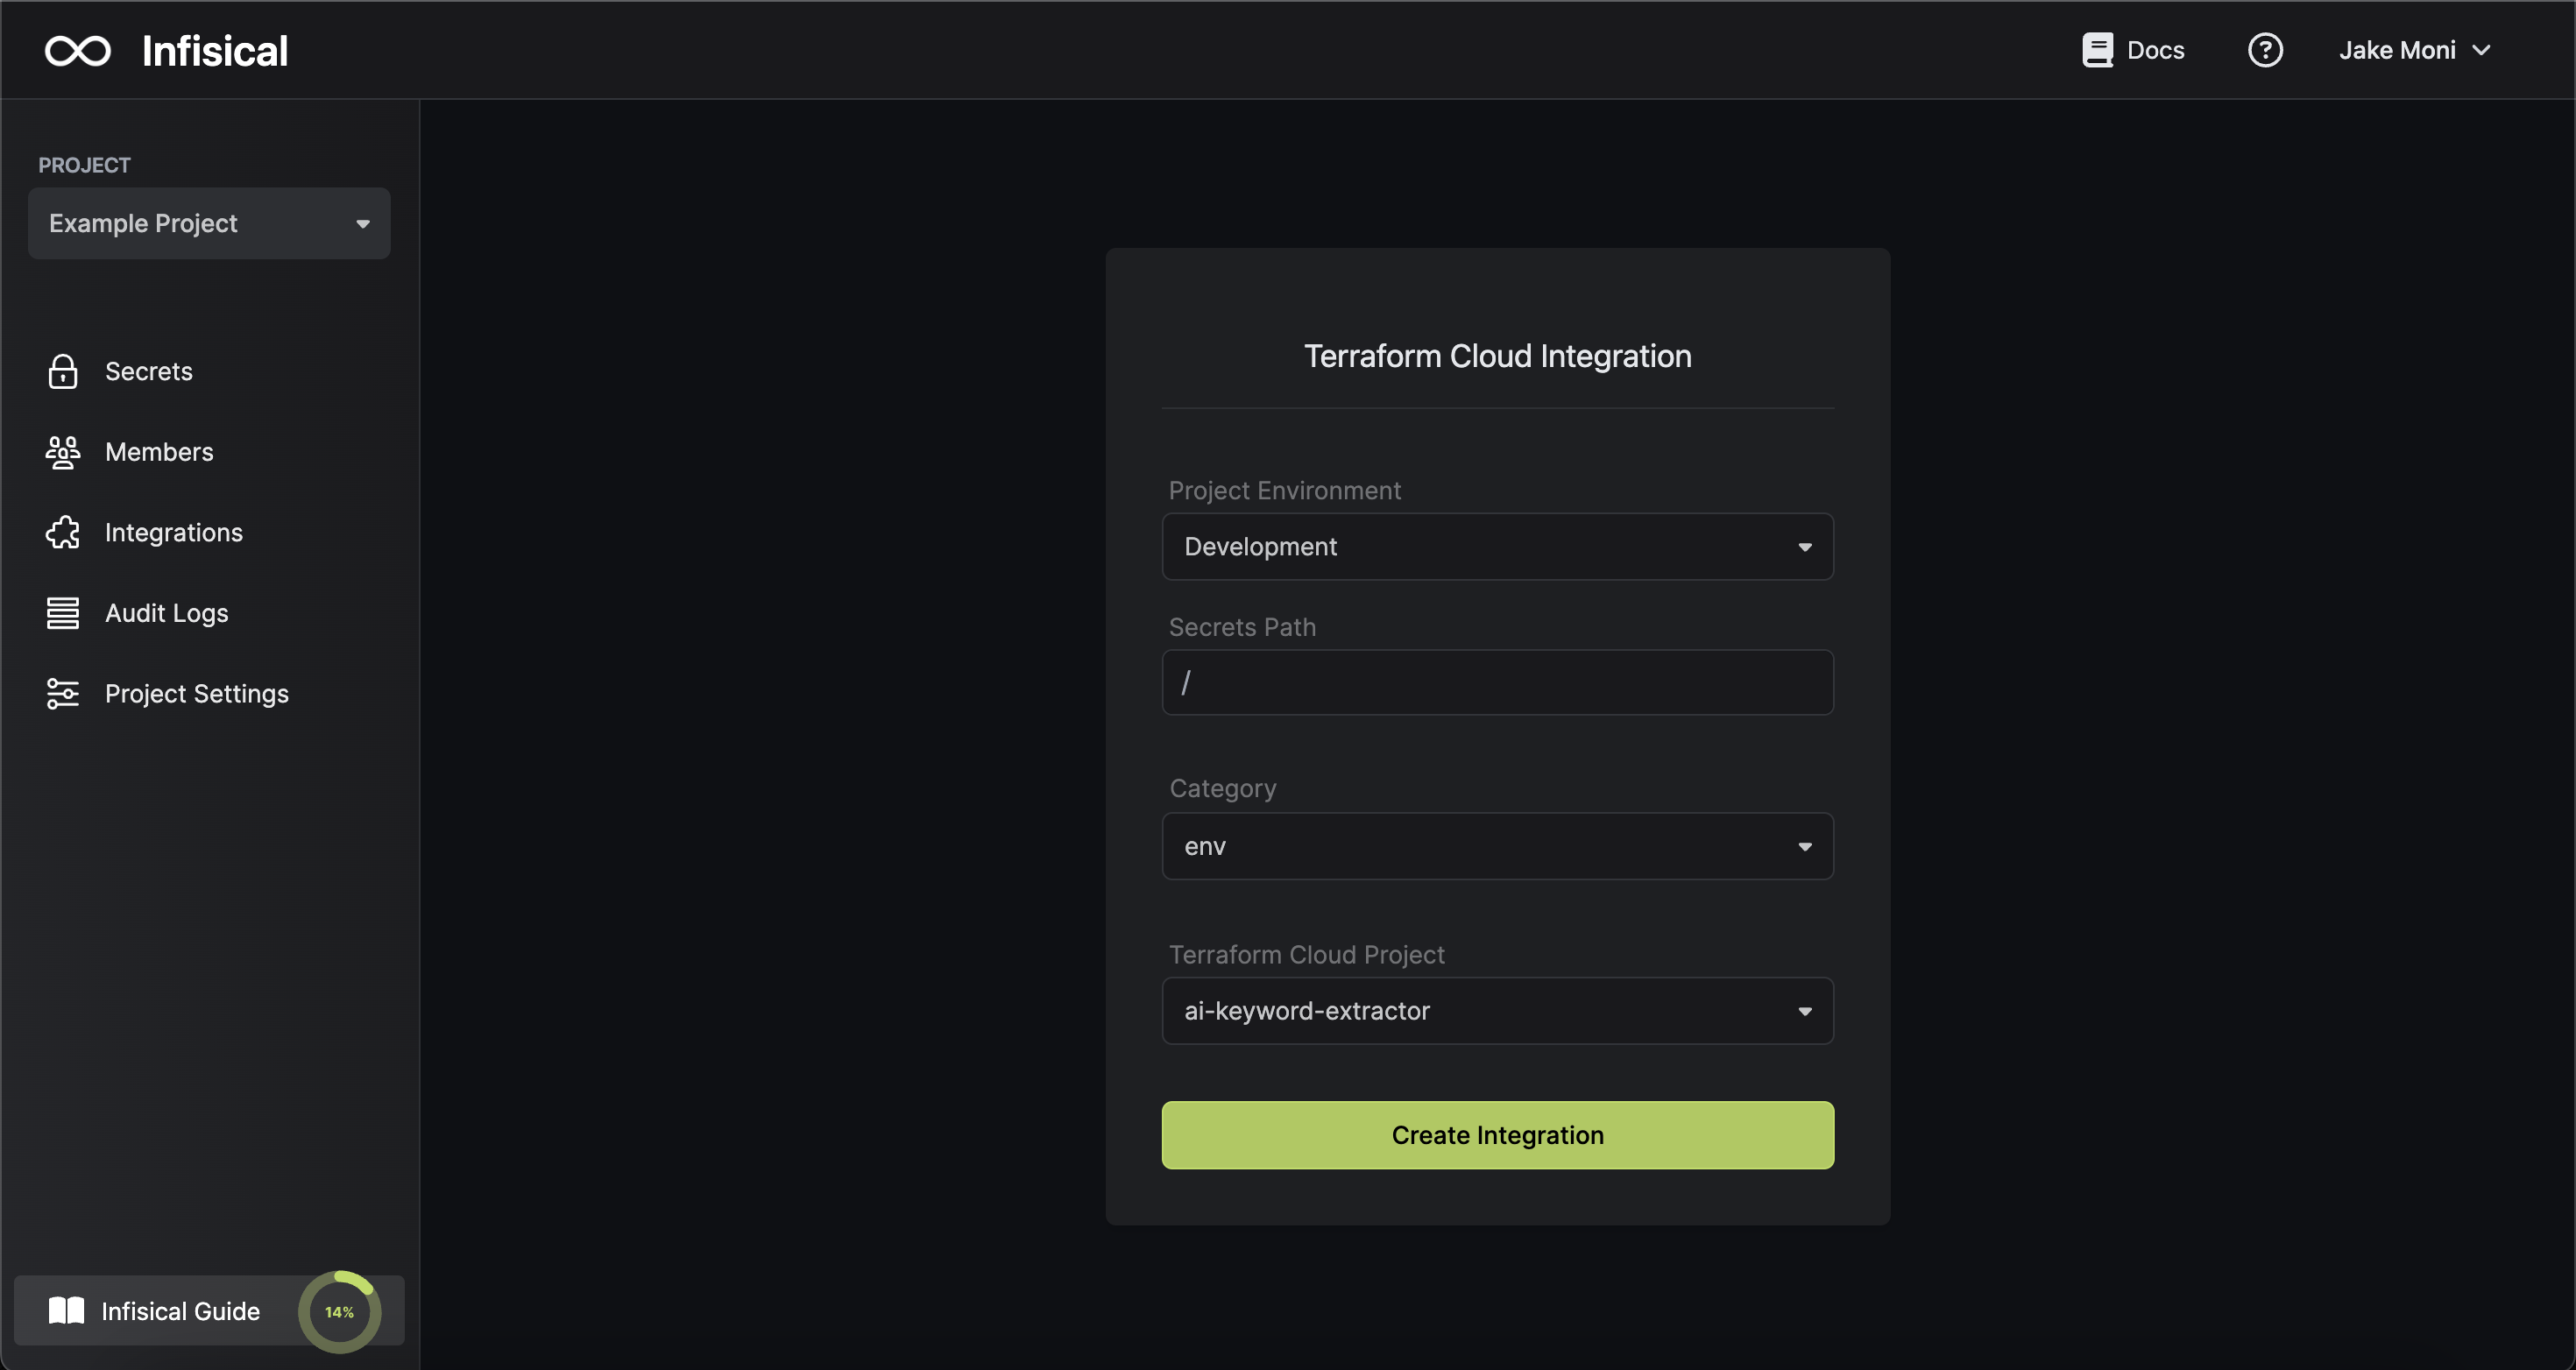 Infisical
Docs
Jake Moni
PROJECT
Example Project
Secrets
Members
Integrations
Audit Logs
Project Settings
Infisical Guide
14%
Terraform Cloud Integration
Project Environment
Development
Secrets Path
/
Category
env
Terraform Cloud Project
ai-keyword-extractor
Create Integration